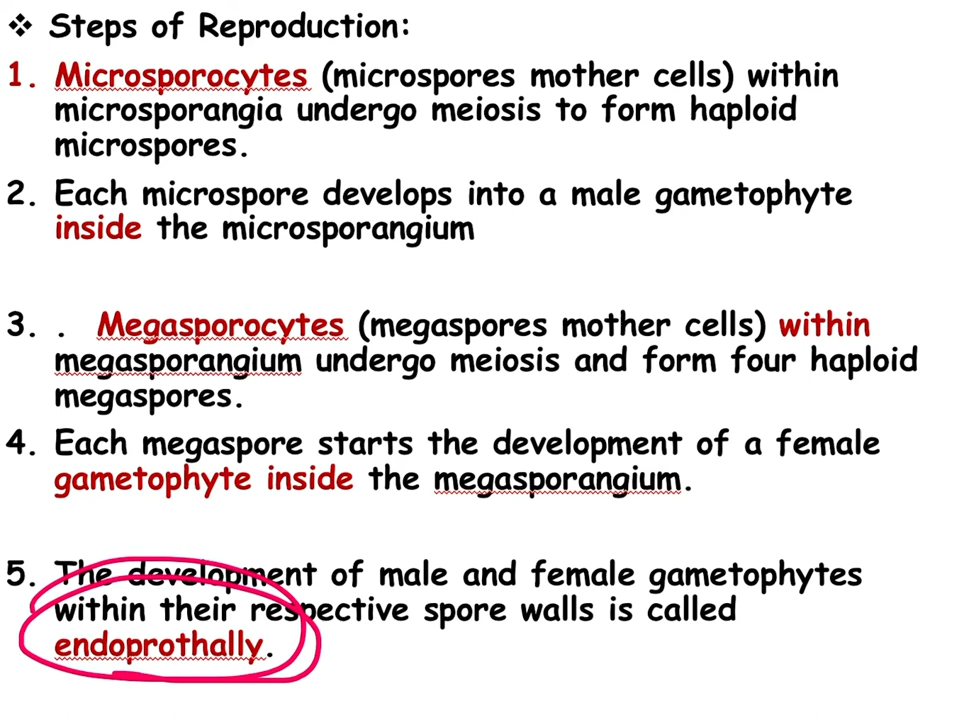 ❖ Steps of Reproduction:
1. Microsporocytes (microspores mother cells) within
microsporangia undergo meiosis to form haploid
microspores.
2. Each microspore develops into a male gametophyte
inside the microsporangium
3. . Megasporocytes (megaspores mother cells) within
megasporangium undergo meiosis and form four haploid
megaspores.
4. Each megaspore starts the development of a female
gametophyte inside the megasporangium.
5. The development of male and female gametophytes
within their respective spore walls is called
endoprothally.